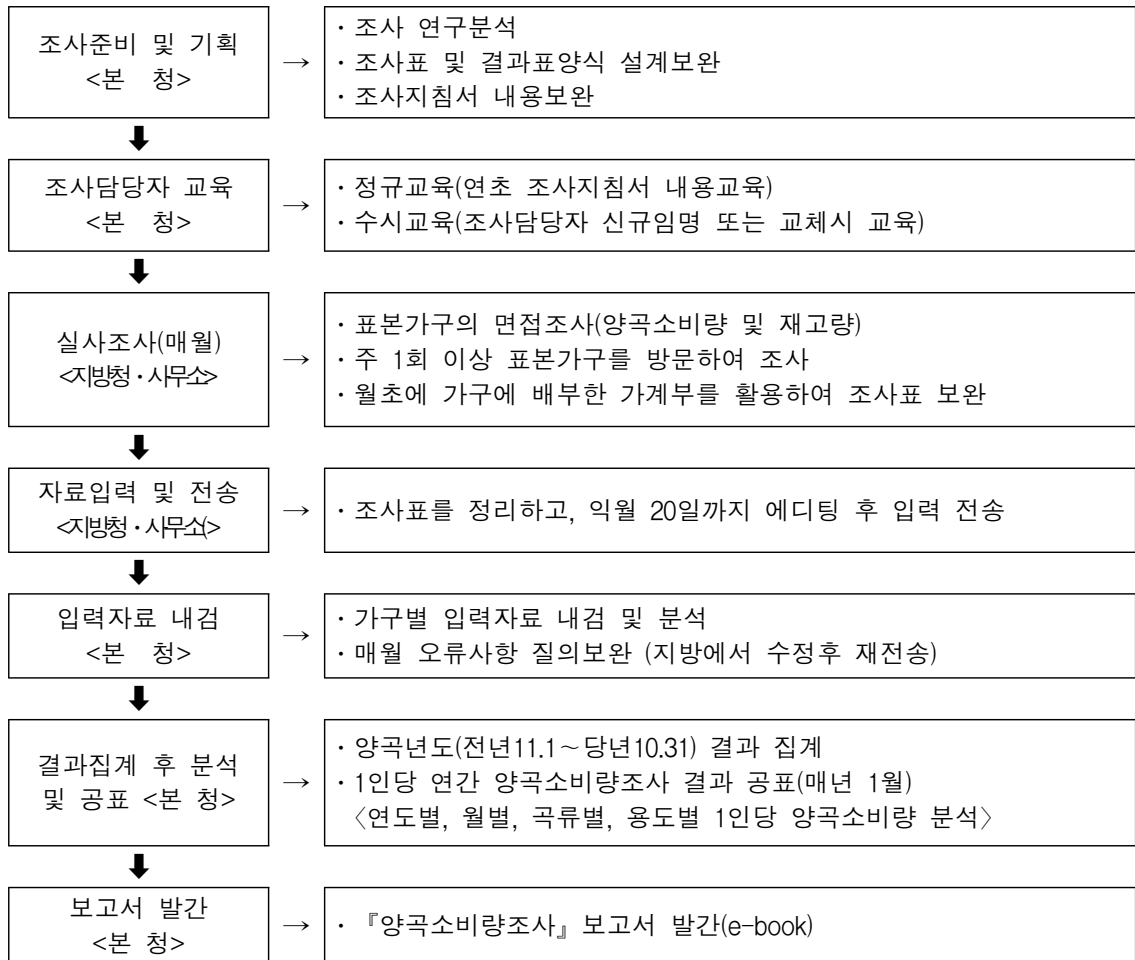 조사준비 및 기획
<본 청>
→
· 조사 연구분석
· 조사표 및 결과표양식 설계보완
· 조사지침서 내용보완
⬇
조사담당자 교육
<본 청>
→
· 정규교육(연초 조사지침서 내용교육)
· 수시교육(조사담당자 신규임명 또는 교체시 교육)
⬇
실사조사(매월)
<지방청·사무소>
→
· 표본가구의 면접조사(양곡소비량 및 재고량)
· 주 1회 이상 표본가구를 방문하여 조사
· 월초에 가구에 배부한 가계부를 활용하여 조사표 보완
⬇
자료입력 및 전송
<지방청·사무소(>
→
· 조사표를 정리하고, 익월 20일까지 에디팅 후 입력 전송
⬇
입력자료 내검
<본 청>
→
· 가구별 입력자료 내검 및 분석
· 매월 오류사항 질의보완 (지방에서 수정후 재전송)
⬇
결과집계 후 분석
및 공표 <본 청>
→
· 양곡년도(전년11.1～당년10.31) 결과 집계
· 1인당 연간 양곡소비량조사 결과 공표(매년 1월)
〈연도별, 월별, 곡류별, 용도별 1인당 양곡소비량 분석〉
⬇
보고서 발간
<본 청>
→
· 『양곡소비량조사』 보고서 발간(e-book)